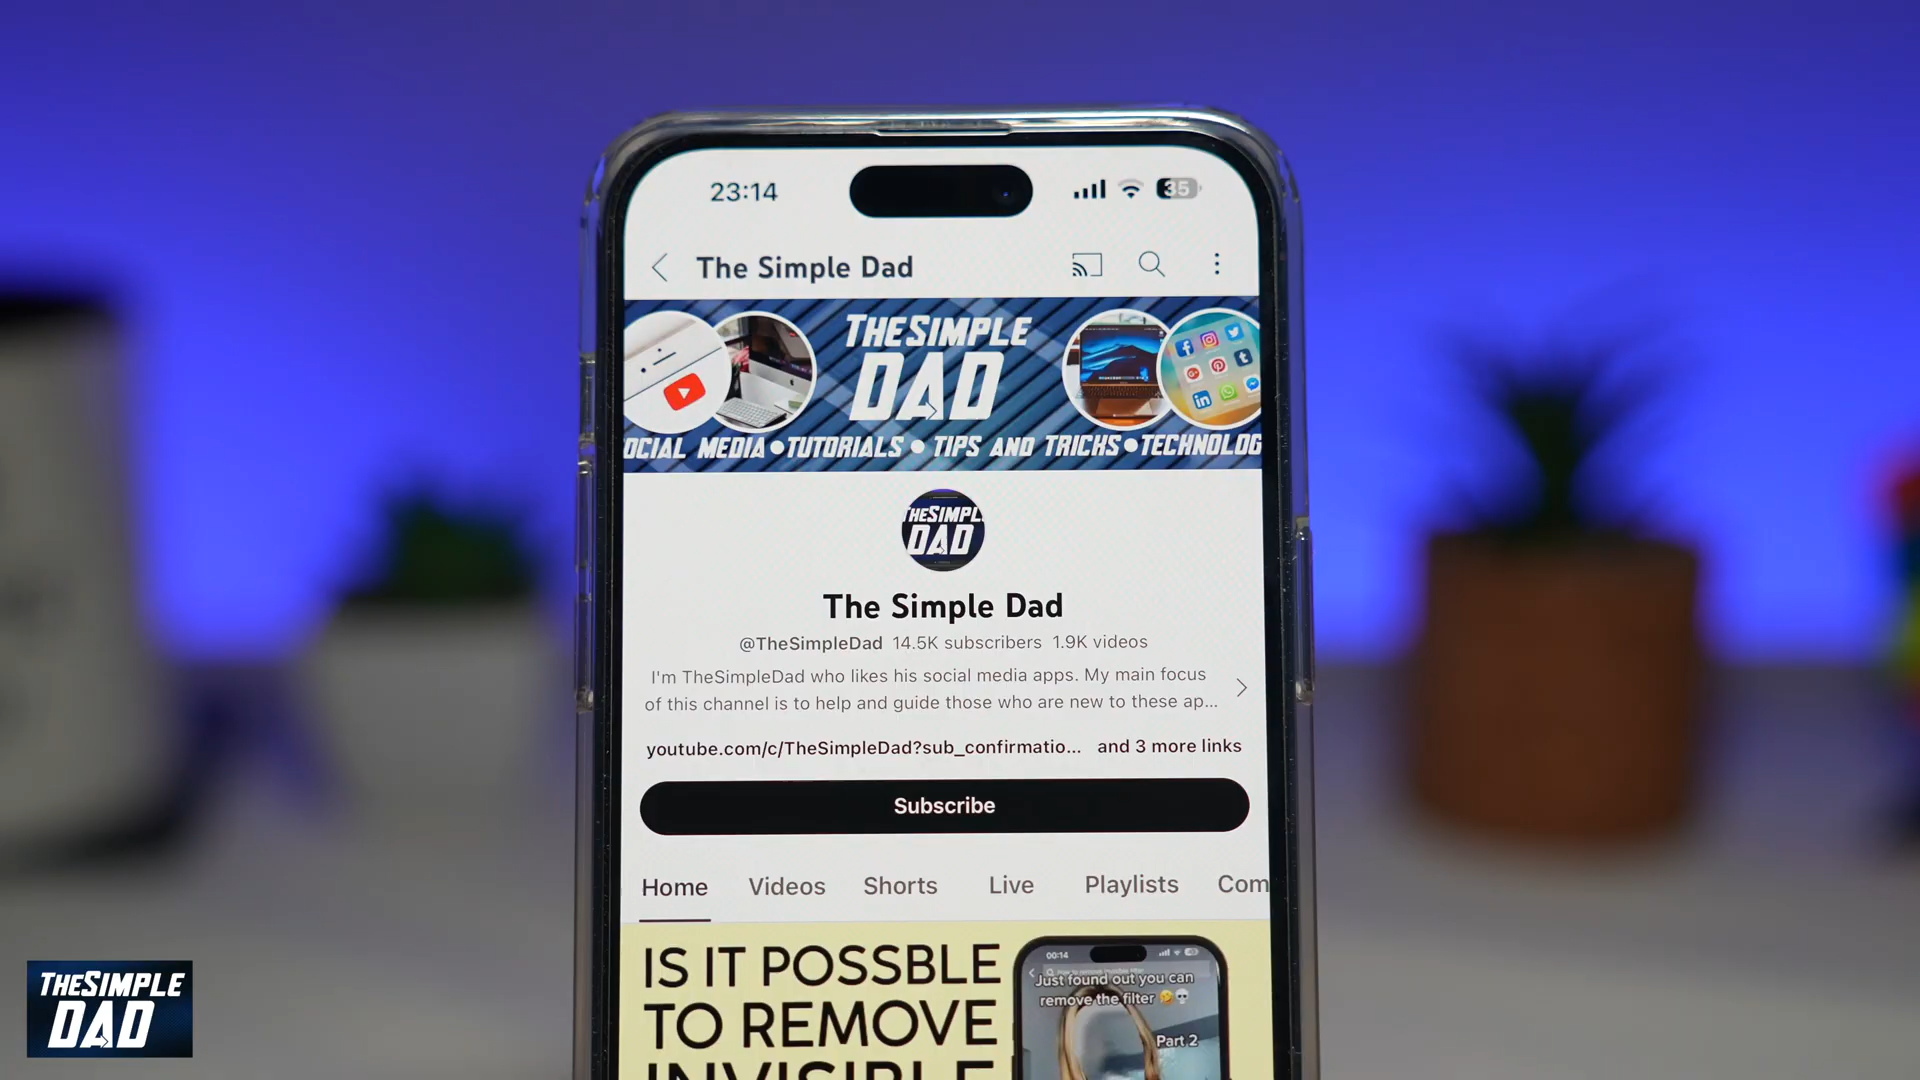 23:14
35
The Simple Dad
THESIMPLE
DAD
OCIAL MEDIA • TUTORIALS • TIPS AND TRICKS • TECHNOLOG
HESIMPL
DAD
The Simple Dad
@TheSimpleDad 14.5K subscribers 1.9K videos
I'm TheSimpleDad who likes his social media apps. My main focus
of this channel is to help and guide those who are new to these ap...
youtube.com/c/TheSimpleDad?sub_confirmatio... and 3 more links
Subscribe
Home Videos Shorts Live Playlists Com
IS IT POSSBLE
TO REMOVE
INVISIBLE
00:14
Just found out you can
remove the filter 🤣💀
Part 2
THESIMPLE
DAD